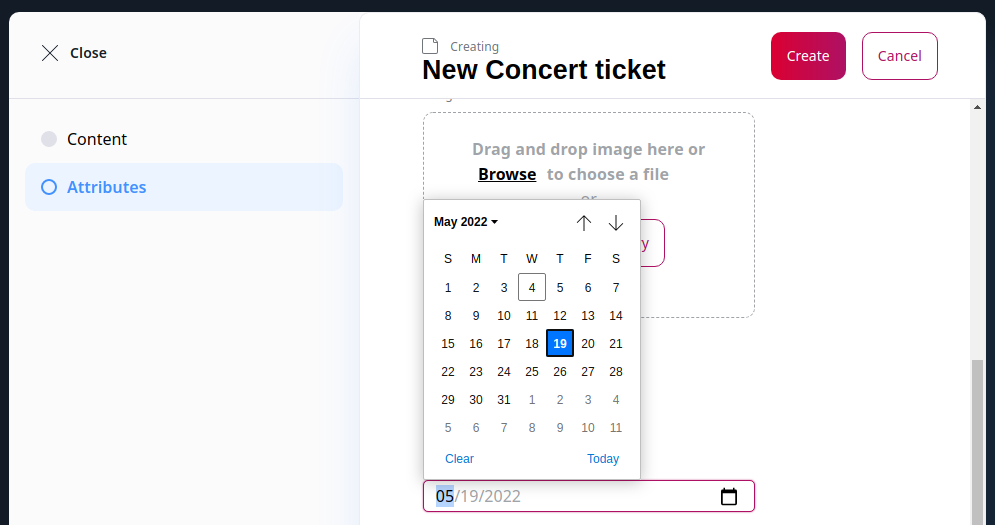 Close
Creating
New Concert ticket
Create
Cancel
Content
Attributes
Drag and drop image here or
Browse to choose a file
or
y
May 2022
S M T W T F S
1 2 3 4 5 6 7
8 9 10 11 12 13 14
15 16 17 18 19 20 21
22 23 24 25 26 27 28
29 30 31 1 2 3 4
5 6 7 8 9 10 11
Clear
Today
05/19/2022